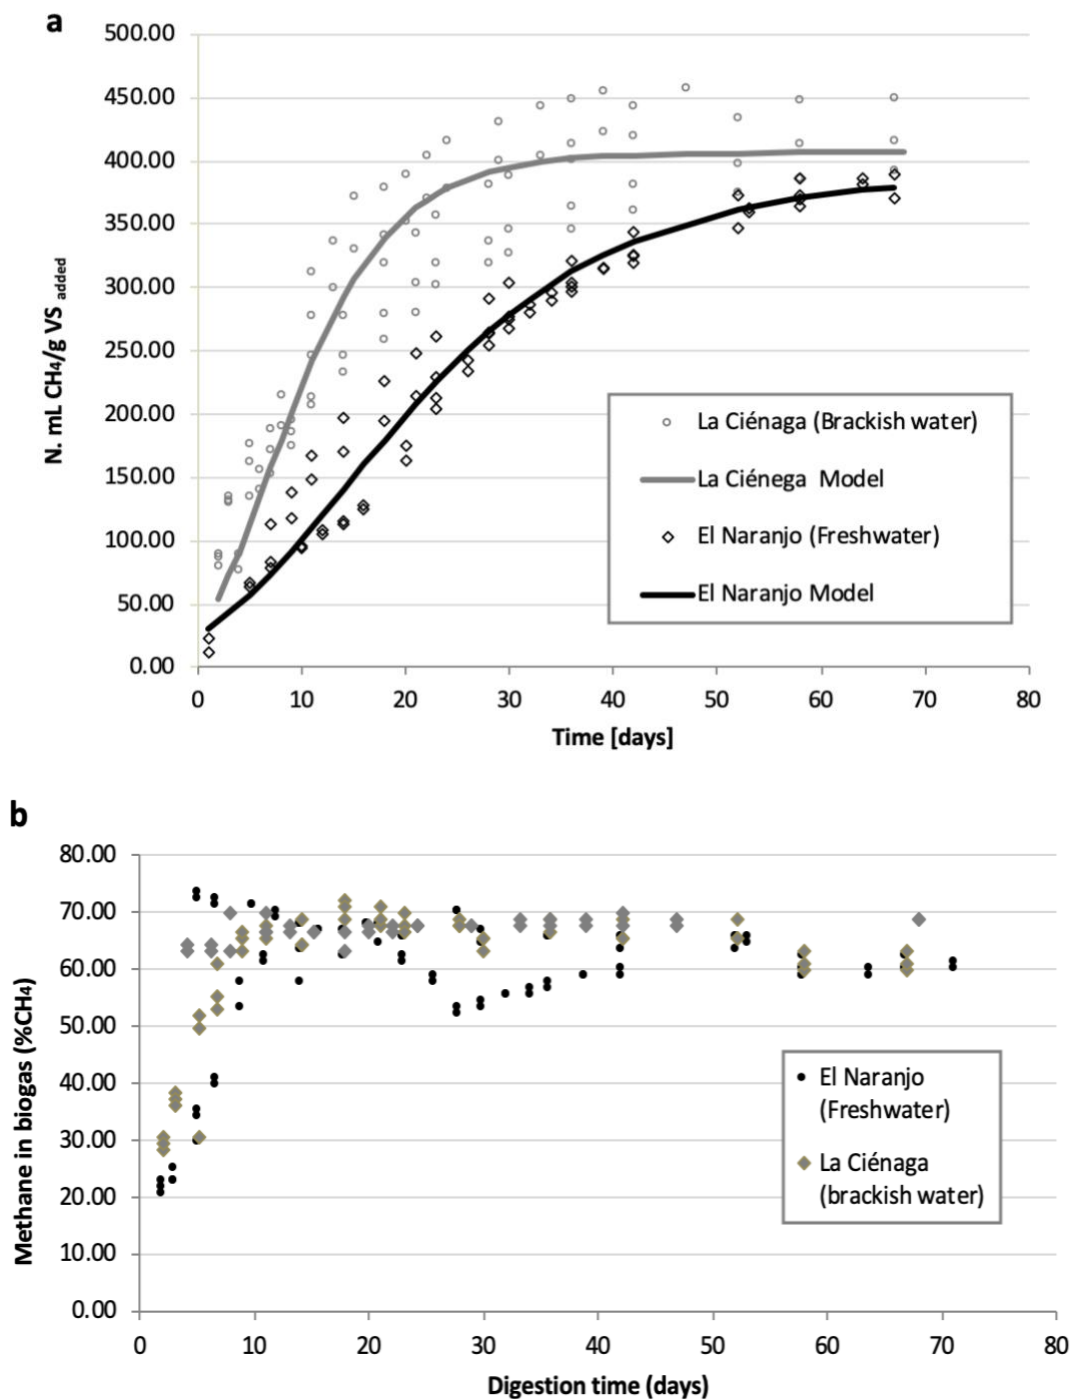 a
500.00
450.00
400.00
350.00
300.00
250.00
200.00
150.00
100.00
50.00
0.00
N. mL CH4/g VS added
La Ciénaga (Brackish water)
La Ciénega Model
El Naranjo (Freshwater)
El Naranjo Model
0 10 20 30 40 50 60 70 80
Time [days]
b
80.00
70.00
60.00
50.00
40.00
30.00
20.00
10.00
0.00
Methane in biogas (%CH4)
El Naranjo
(Freshwater)
La Ciénaga
(brackish water)
0 10 20 30 40 50 60 70 80
Digestion time (days)